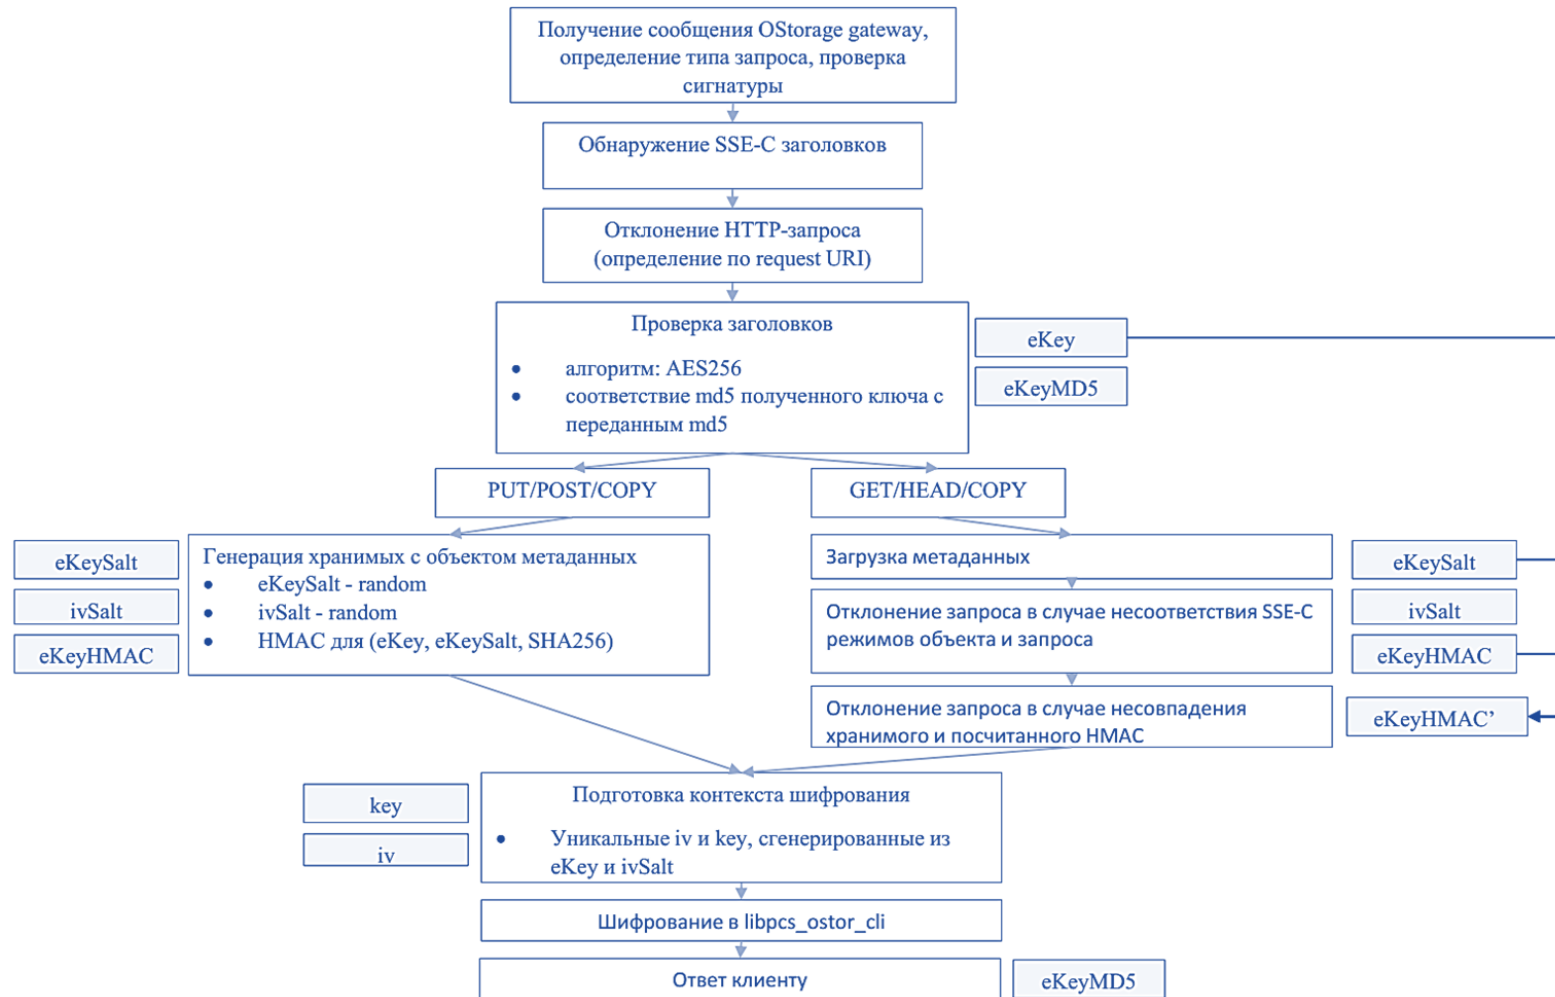 Получение сообщения OStorage gateway,
определение типа запроса, проверка
сигнатуры
Обнаружение SSE-C заголовков
Отклонение HTTP-запроса
(определение по request URI)
Проверка заголовков
• алгоритм: AES256
• соответствие md5 полученного ключа с
переданным md5
eKey
eKeyMD5
PUT/POST/COPY
GET/HEAD/COPY
eKeySalt
ivSalt
eKeyHMAC
Генерация хранимых с объектом метаданных
• eKeySalt - random
• ivSalt - random
• HMAC для (eKey, eKeySalt, SHA256)
Загрузка метаданных
Отклонение запроса в случае несоответствия SSE-C
режимов объекта и запроса
Отклонение запроса в случае несовпадения
хранимого и посчитанного HMAC
eKeySalt
ivSalt
eKeyHMAC
eKeyHMAC’
key
iv
Подготовка контекста шифрования
• Уникальные iv и key, сгенерированные из
eKey и ivSalt
Шифрование в libpcs_ostor_cli
Ответ клиенту
eKeyMD5